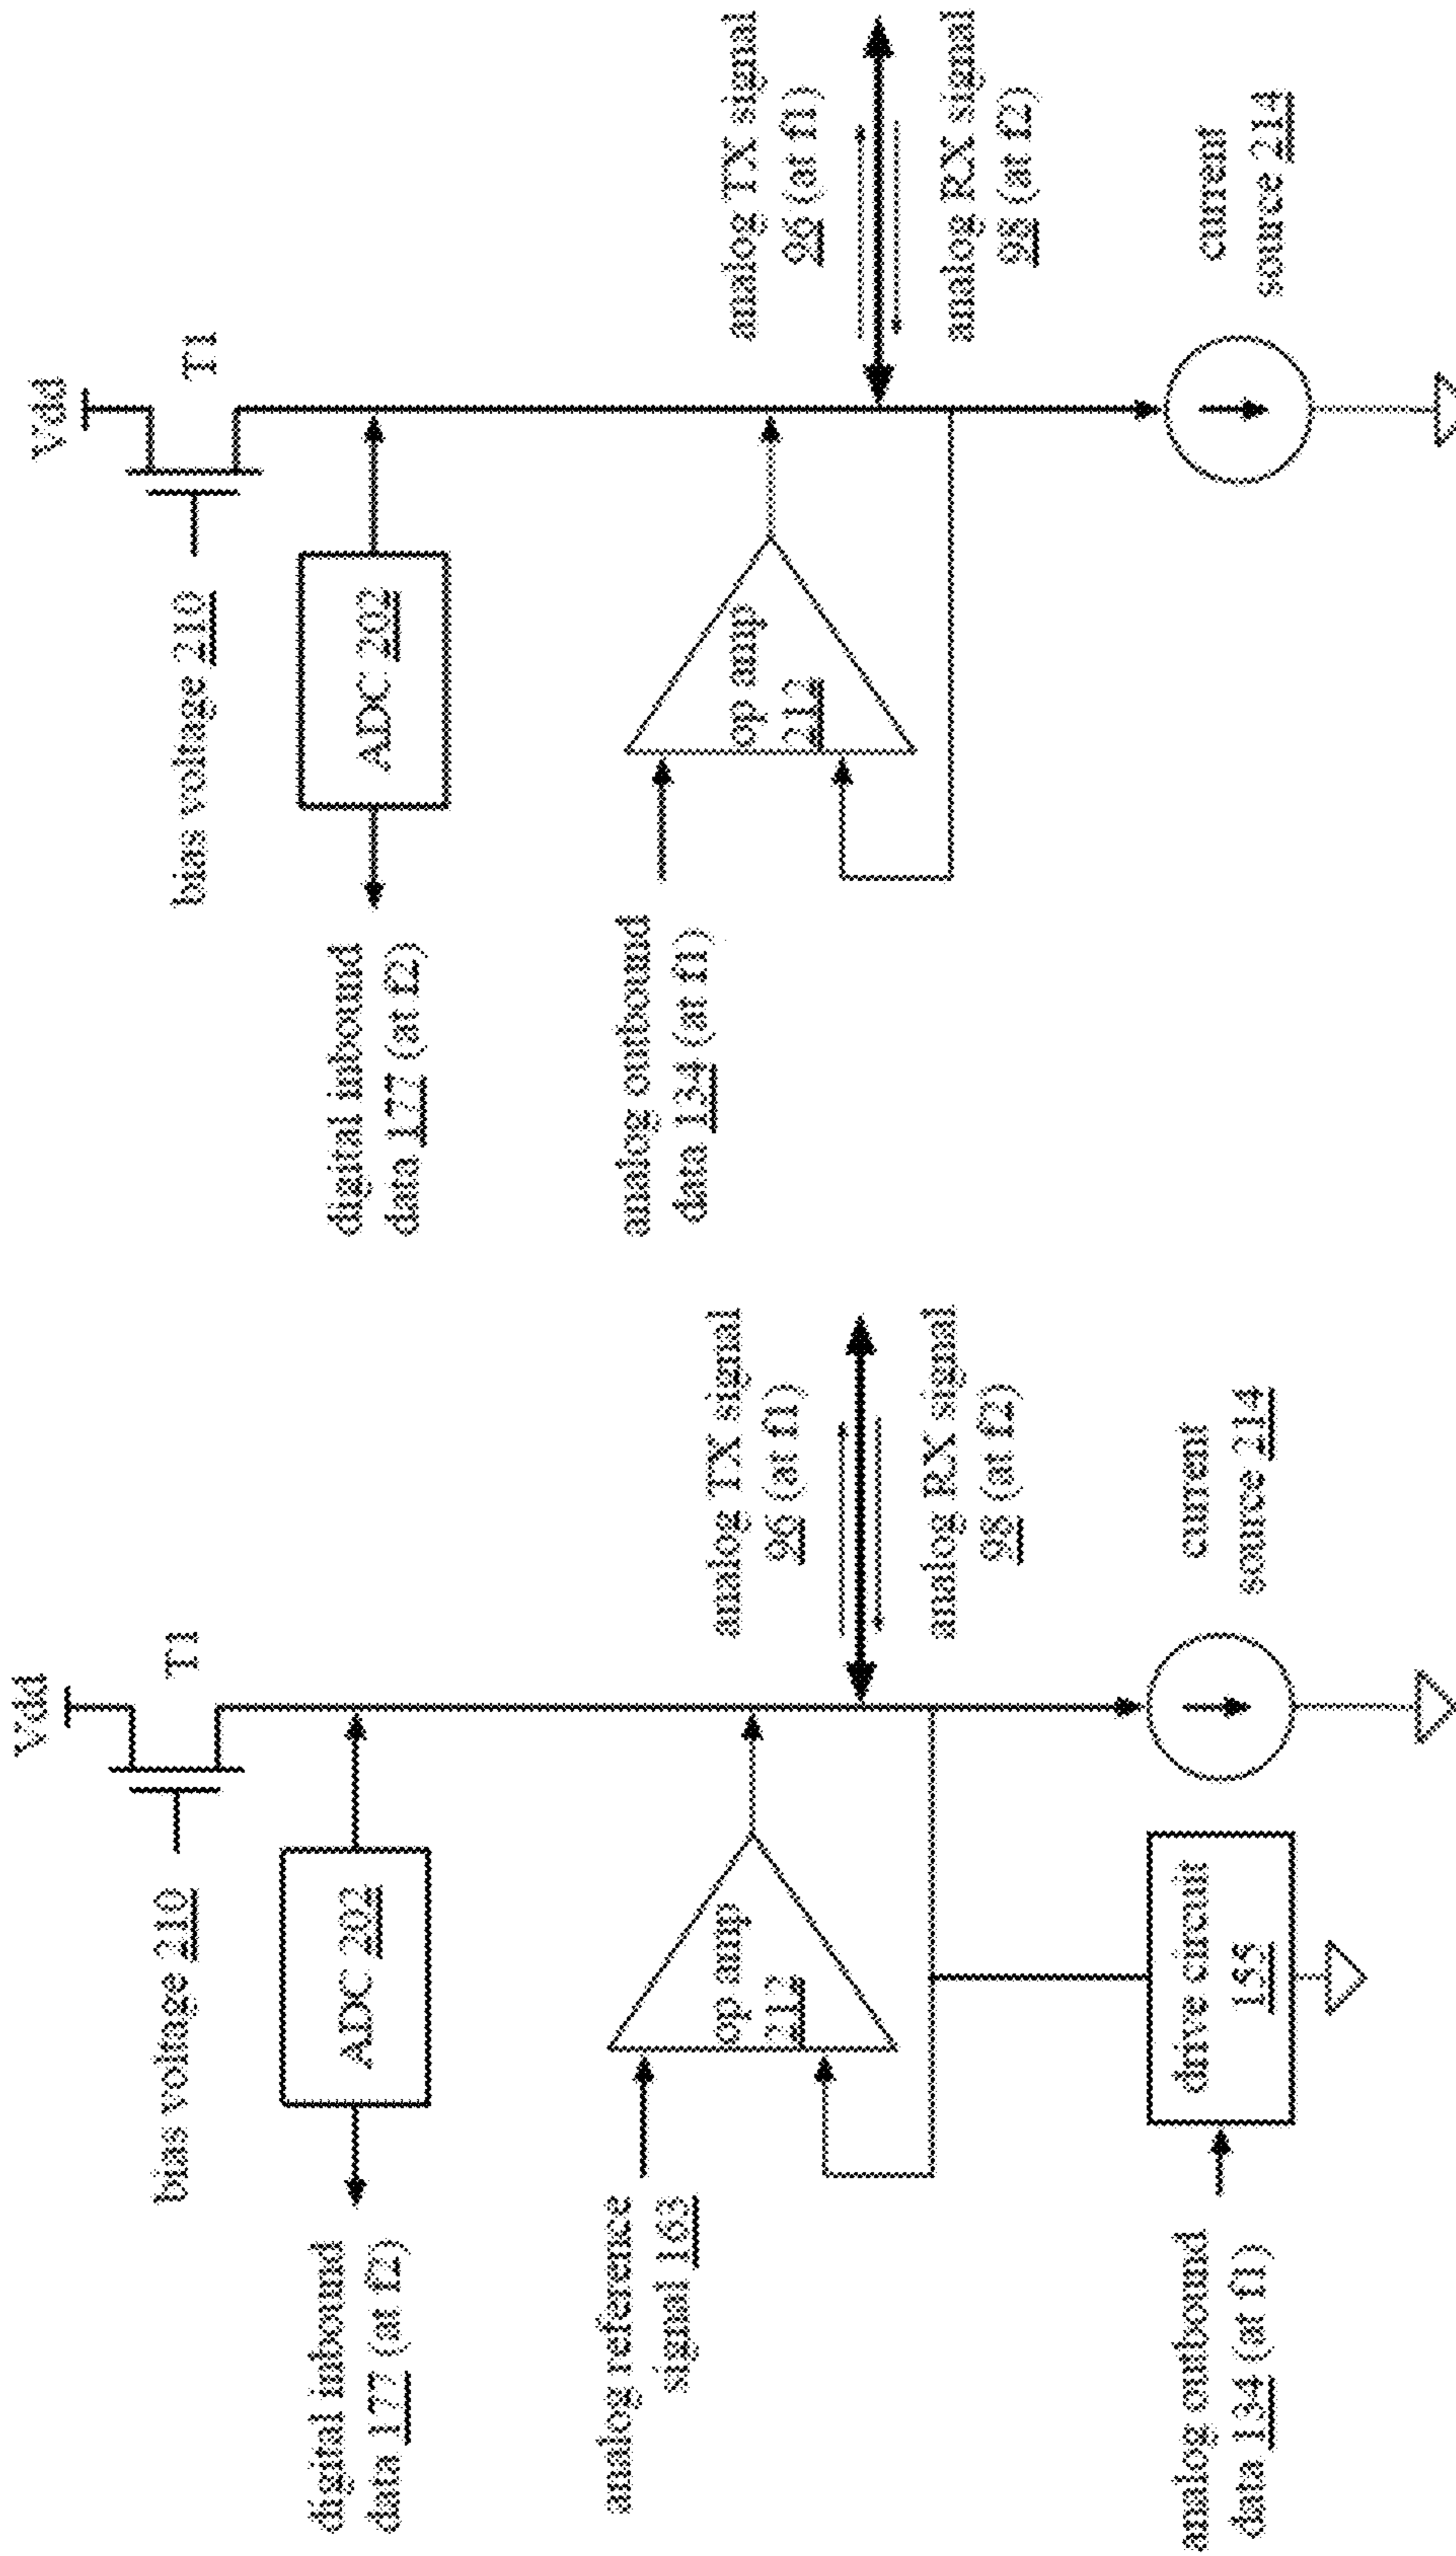 Vdd
T1
bias voltage 210
ADC 202
digital inbound
data 177 (at f2)
analog reference
signal 163
op amp
212
analog TX signal
96 (at f1)
analog RX signal
98 (at f2)
current
source 214
drive circuit
155
analog outbound
data 134 (at f1)
Vdd
T1
bias voltage 210
ADC 202
digital inbound
data 177 (at f2)
analog outbound
data 134 (at f1)
op amp
212
analog TX signal
96 (at f1)
analog RX signal
98 (at f2)
current
source 214